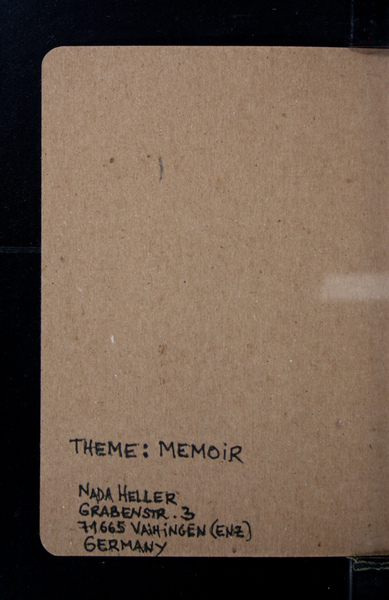 THEME: MEMOiR
NADA HELLER
GRABENSTR. 3
71665 VAiHiNGEN (ENZ)
GERMANY